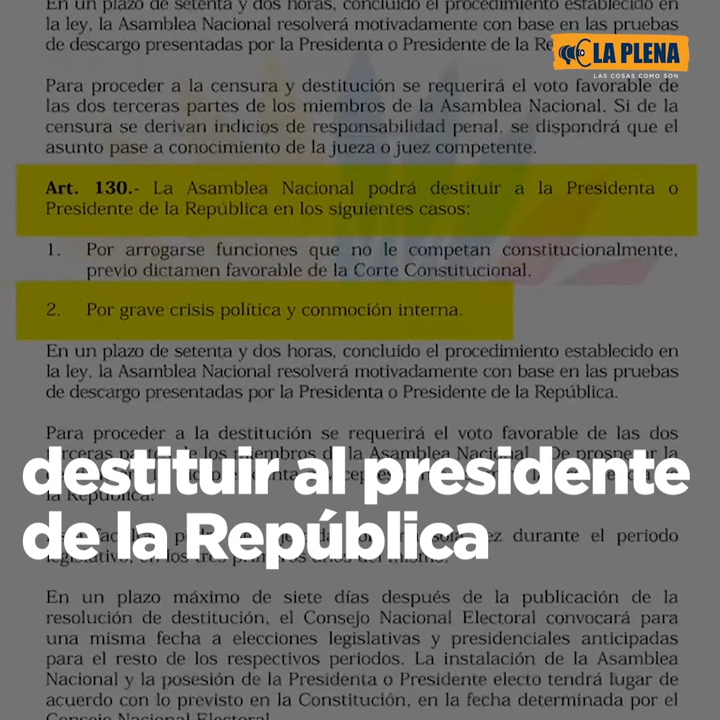 En un plazo de setenta y dos horas, concluido el procedimiento establecido en
la ley, la Asamblea Nacional resolverá motivadamente con base en las pruebas
de descargo presentadas por la Presidenta o Presidente de la Re
LA PLENA
LAS COSAS COMO SON
Para proceder a la censura y destitución se requerirá el voto favorable de
las dos terceras partes de los miembros de la Asamblea Nacional. Si de la
censura se derivan indicios de responsabilidad penal, se dispondrá que el
asunto pase a conocimiento de la jueza o juez competente.
Art. 130.- La Asamblea Nacional podrá destituir a la Presidenta o
Presidente de la República en los siguientes casos:
1. Por arrogarse funciones que no le competan constitucionalmente,
previo dictamen favorable de la Corte Constitucional.
2. Por grave crisis política y conmoción interna.
En un plazo de setenta y dos horas, concluido el procedimiento establecido en
la ley, la Asamblea Nacional resolverá motivadamente con base en las pruebas
de descargo presentadas por la Presidenta o Presidente de la República.
Para proceder a la destitución se requerirá el voto favorable de las dos
de la Asamblea
la República.
destituir al presidente
de la República
durante el periodo
En un plazo máximo de siete días después de la publicación de la
resolución de destitución, el Consejo Nacional Electoral convocará para
una misma fecha a elecciones legislativas y presidenciales anticipadas
para el resto de los respectivos periodos. La instalación de la Asamblea
Nacional y la posesión de la Presidenta o Presidente electo tendrá lugar de
acuerdo con lo previsto en la Constitución, en la fecha determinada por el
Consejo Nacional Electoral.